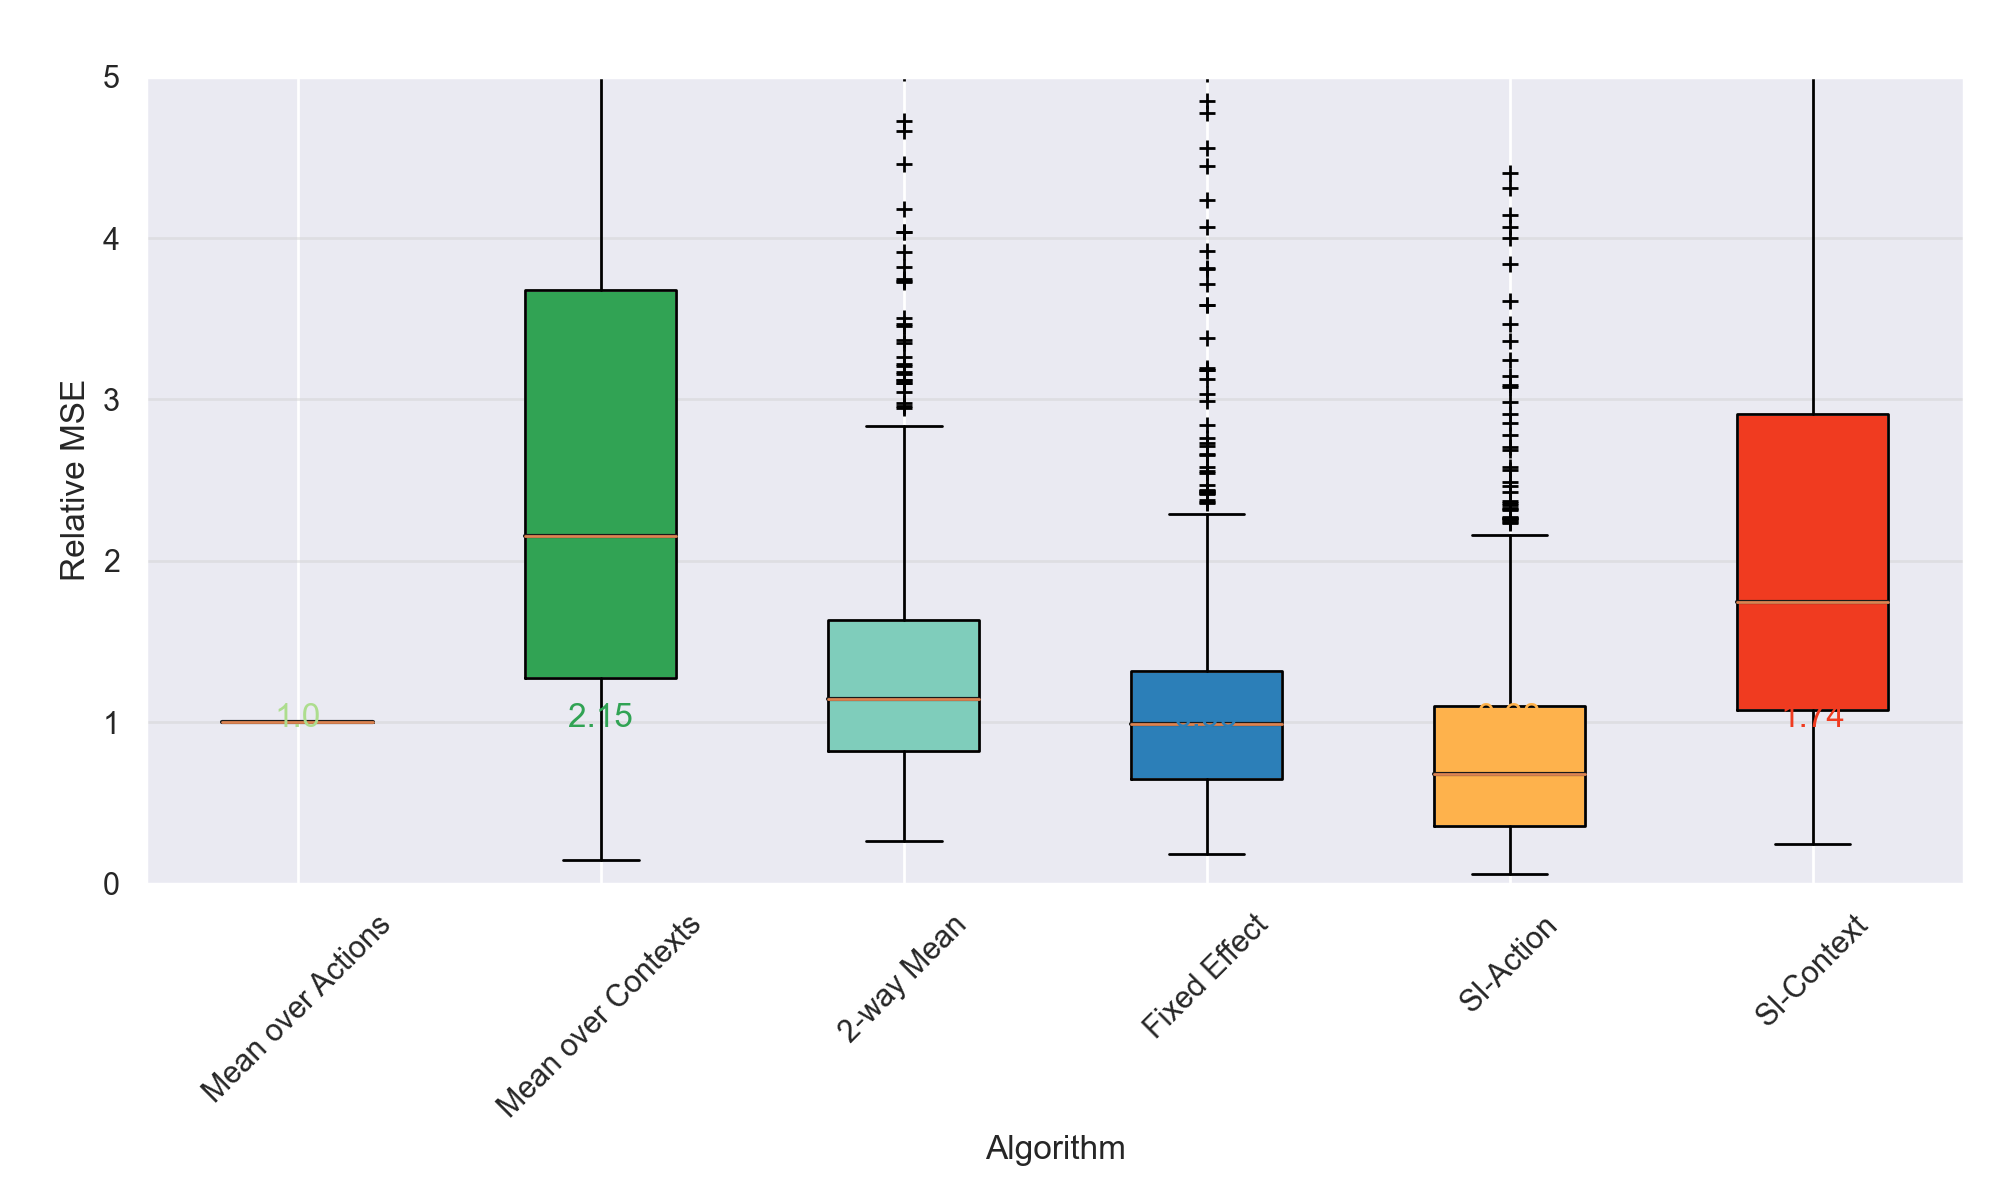 5
4
3
2
1
0
Relative MSE
1.0
2.15
1.74
Mean over Actions
Mean over Contexts
2-way Mean
Fixed Effect
SI-Action
SI-Context
Algorithm